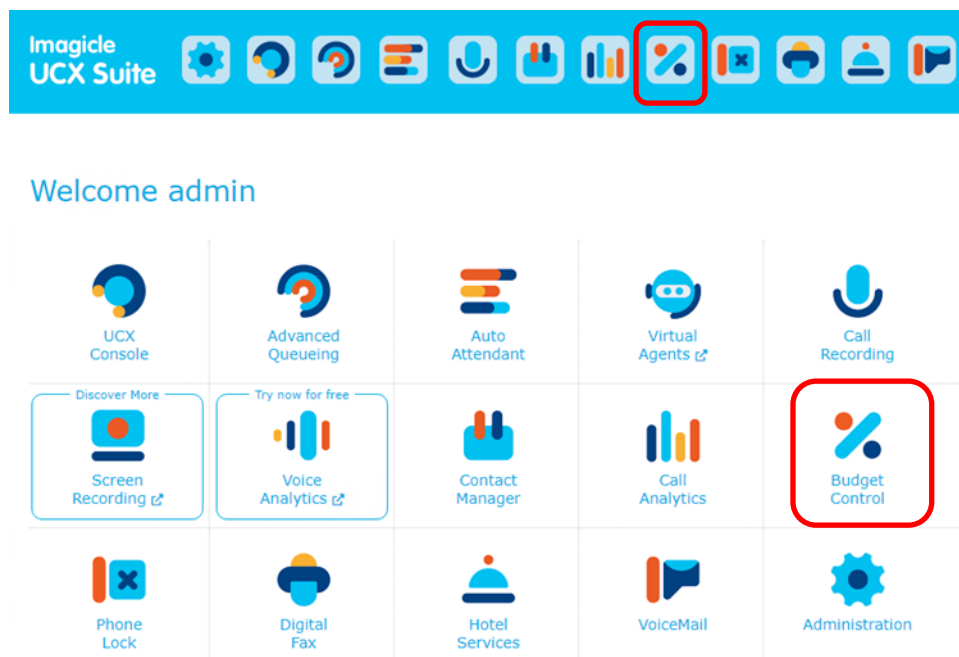 Imagicle
UCX Suite
Welcome admin
UCX
Console
Advanced
Queueing
Auto
Attendant
Virtual
Agents
Call
Recording
Discover More
Screen
Recording
Try now for free
Voice
Analytics
Contact
Manager
Call
Analytics
Budget
Control
Phone
Lock
Digital
Fax
Hotel
Services
VoiceMail
Administration